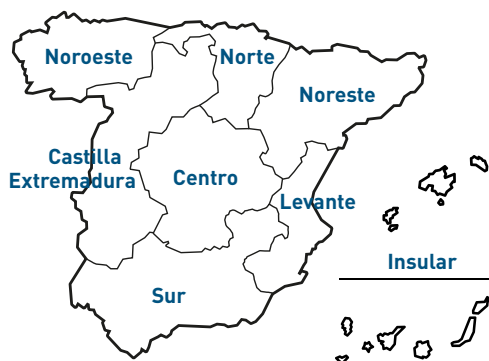 Noroeste
Norte
Noreste
Castilla
Extremadura
Centro
Levante
Insular
Sur